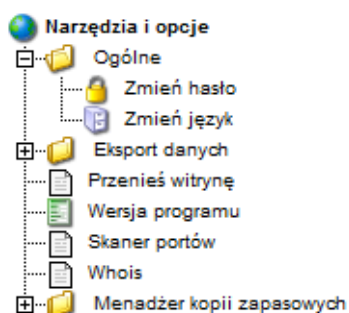 Narzędzia i opcje
Ogólne
Zmień hasło
Zmień język
Eksport danych
Przenieś witrynę
Wersja programu
Skaner portów
Whois
Menadżer kopii zapasowych